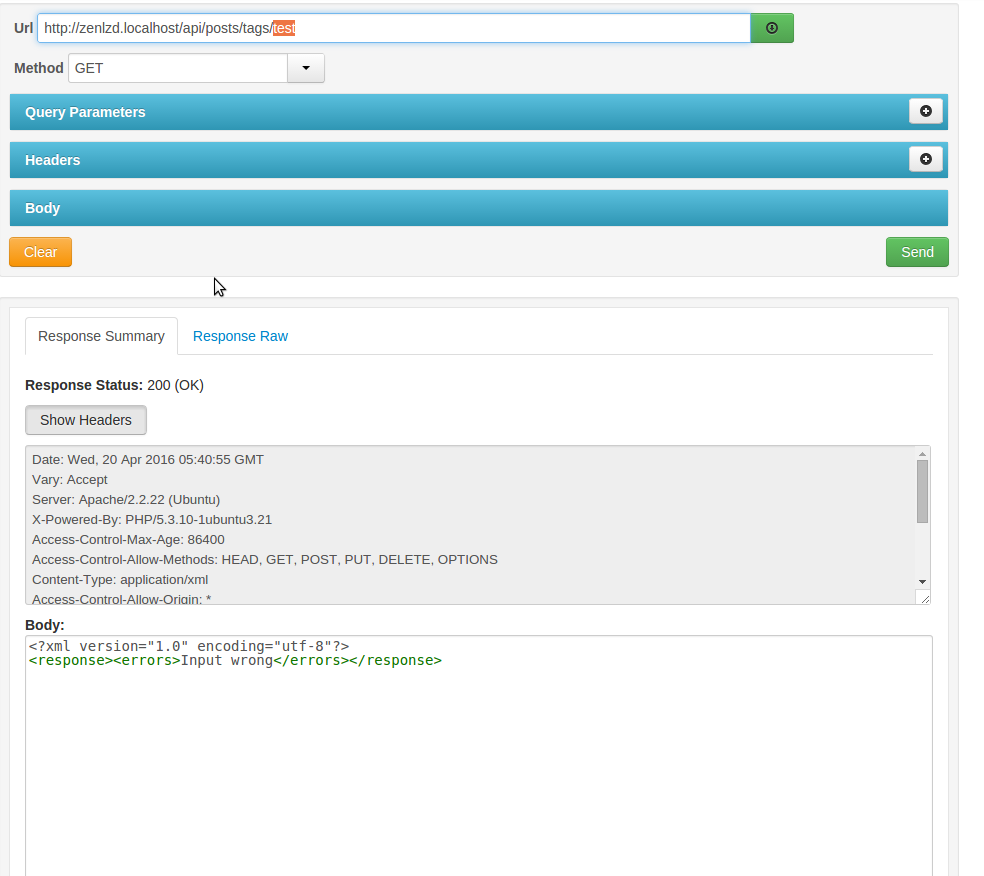 Url http://zenlzd.localhost/api/posts/tags/test
Method GET
Query Parameters
Headers
Body
Clear Send
Response Summary Response Raw
Response Status: 200 (OK)
Show Headers
Date: Wed, 20 Apr 2016 05:40:55 GMT
Vary: Accept
Server: Apache/2.2.22 (Ubuntu)
X-Powered-By: PHP/5.3.10-1ubuntu3.21
Access-Control-Max-Age: 86400
Access-Control-Allow-Methods: HEAD, GET, POST, PUT, DELETE, OPTIONS
Content-Type: application/xml
Access-Control-Allow-Origin: *
Body:
<?xml version="1.0" encoding="utf-8"?>
<response><errors>Input wrong</errors></response>